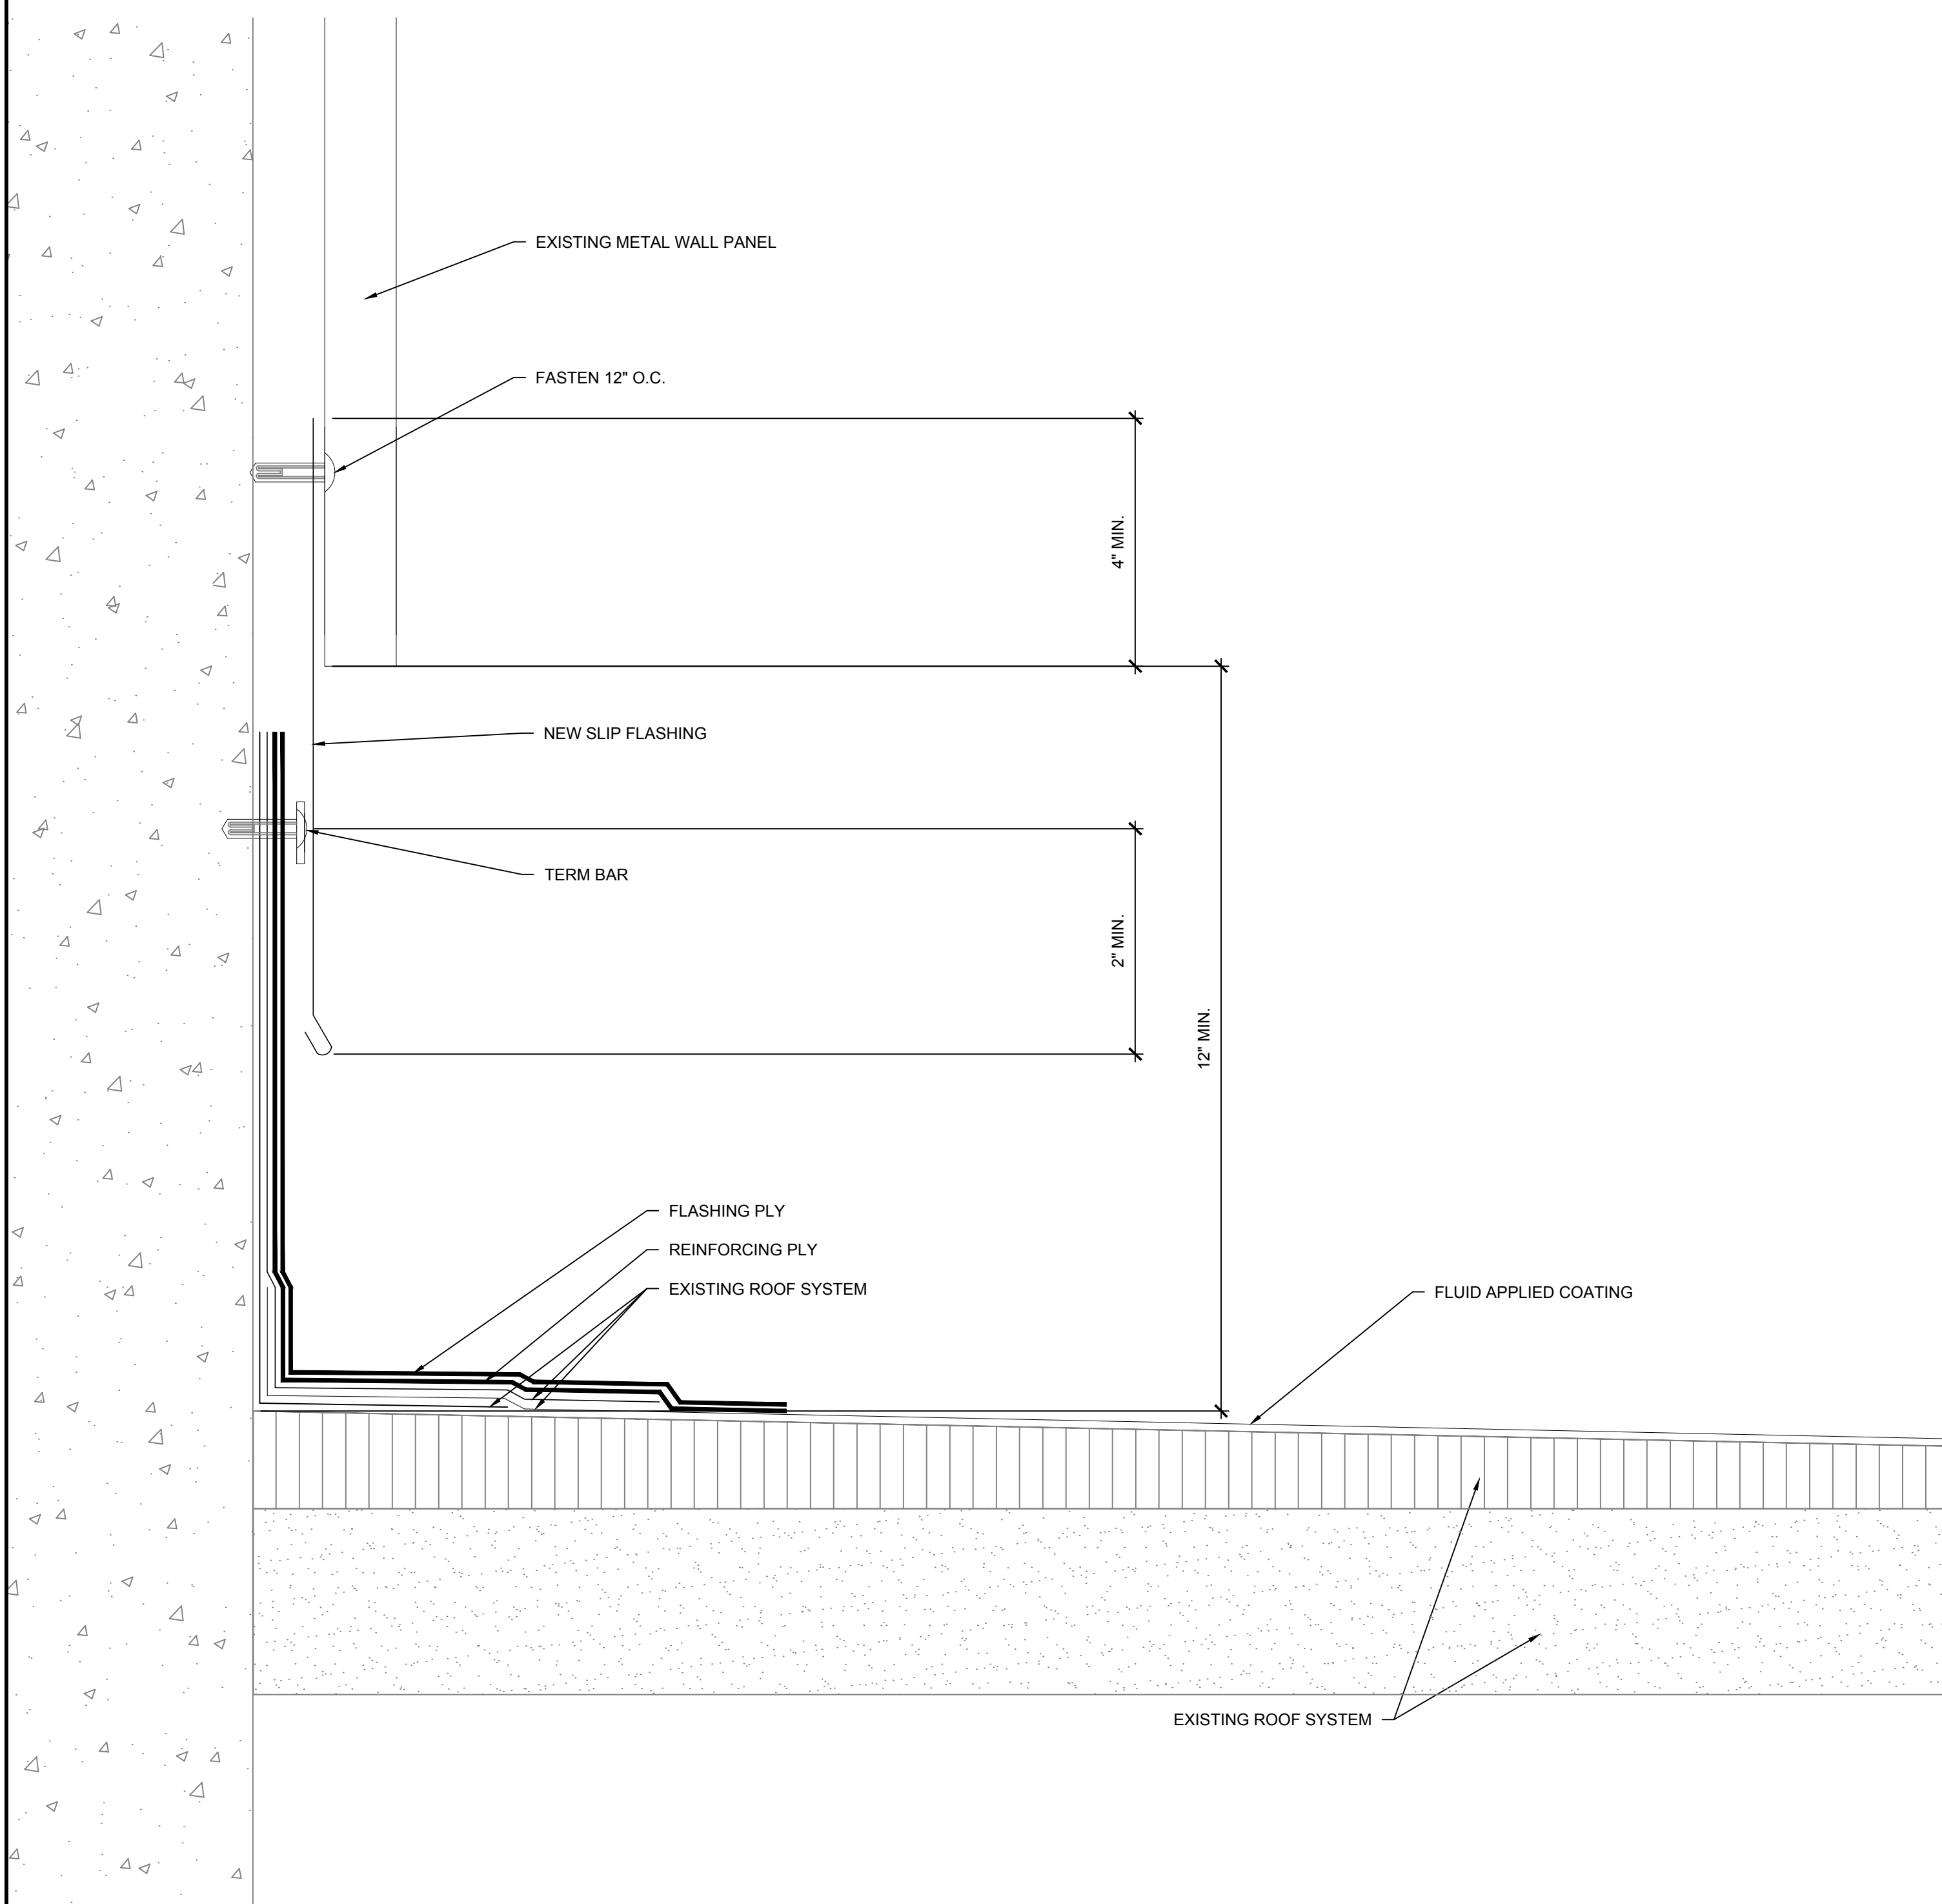 EXISTING METAL WALL PANEL
FASTEN 12" O.C.
4" MIN.
NEW SLIP FLASHING
TERM BAR
2" MIN.
12" MIN.
FLASHING PLY
REINFORCING PLY
EXISTING ROOF SYSTEM
FLUID APPLIED COATING
EXISTING ROOF SYSTEM